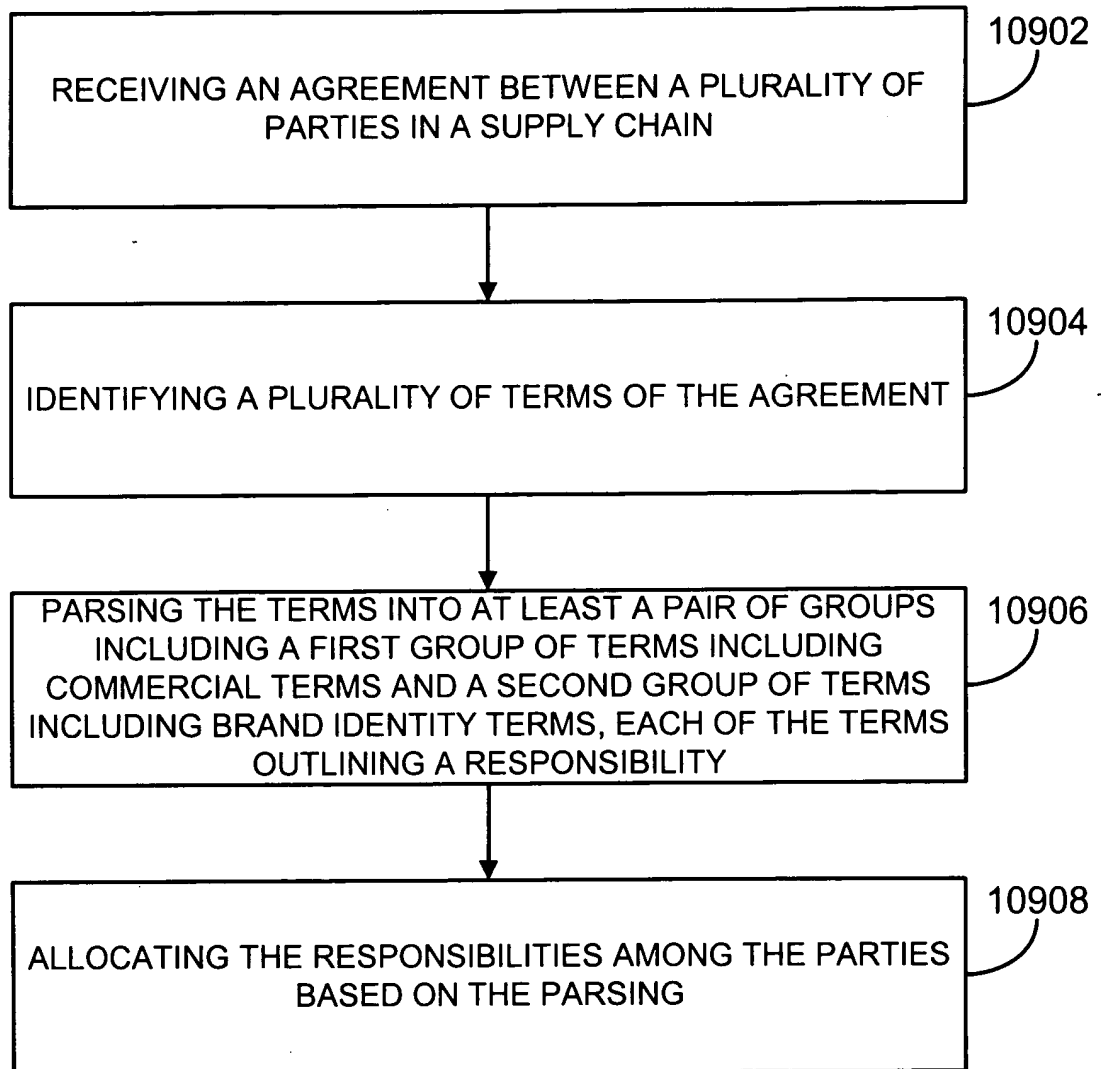 10902
RECEIVING AN AGREEMENT BETWEEN A PLURALITY OF
PARTIES IN A SUPPLY CHAIN
10904
IDENTIFYING A PLURALITY OF TERMS OF THE AGREEMENT
10906
PARSING THE TERMS INTO AT LEAST A PAIR OF GROUPS
INCLUDING A FIRST GROUP OF TERMS INCLUDING
COMMERCIAL TERMS AND A SECOND GROUP OF TERMS
INCLUDING BRAND IDENTITY TERMS, EACH OF THE TERMS
OUTLINING A RESPONSIBILITY
10908
ALLOCATING THE RESPONSIBILITIES AMONG THE PARTIES
BASED ON THE PARSING